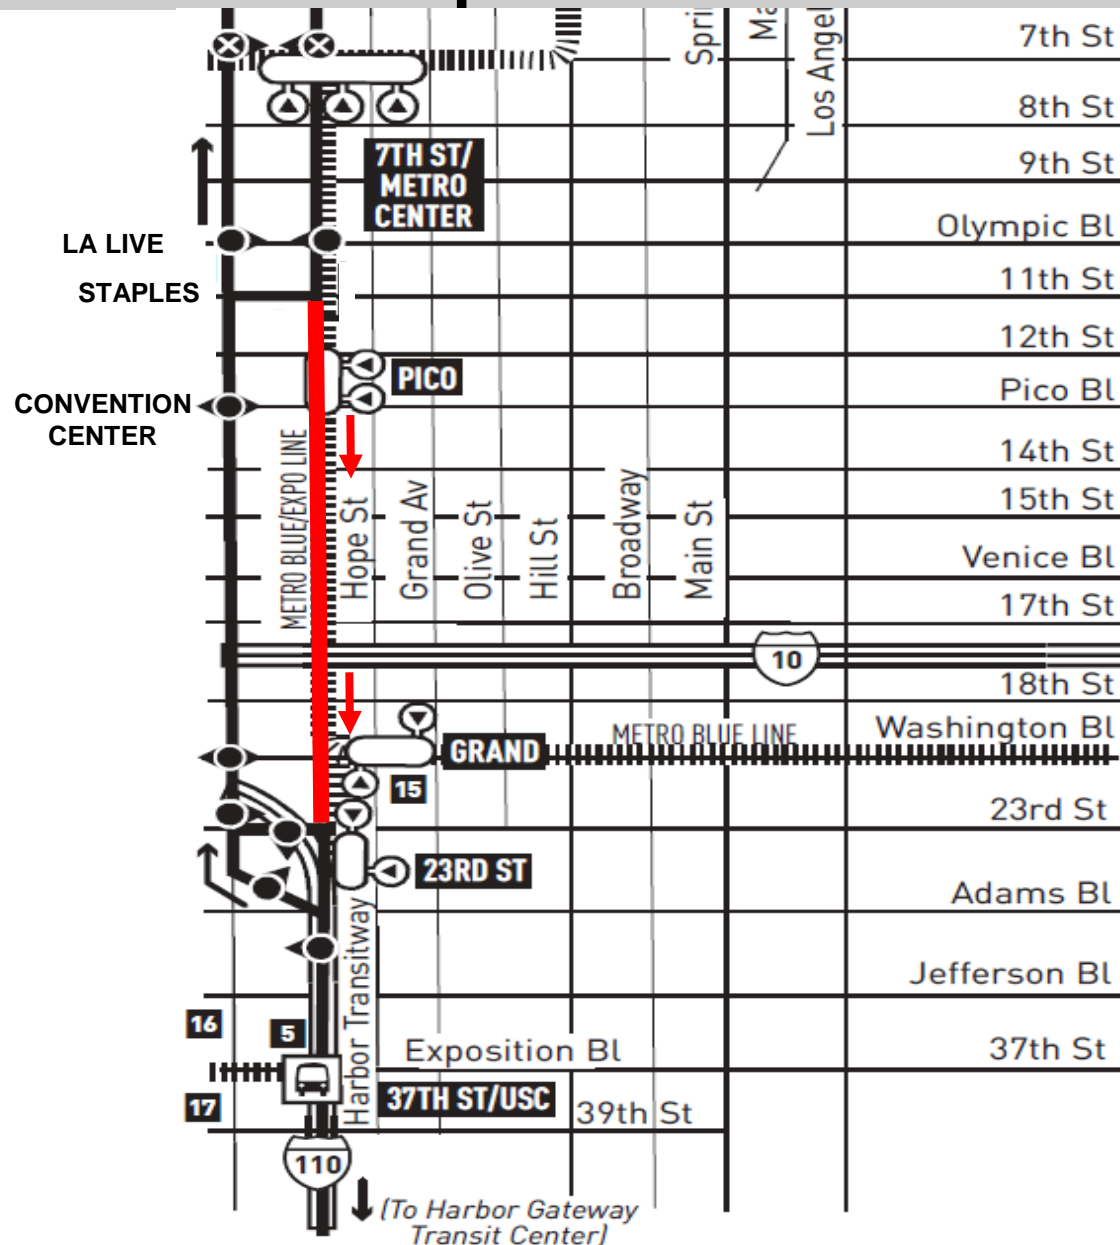 Spri
Ma
Los Angel
7th St
8th St
7TH ST/
METRO
CENTER
9th St
LA LIVE
Olympic Bl
STAPLES
11th St
12th St
PICO
Pico Bl
CONVENTION
CENTER
METRO BLUE/EXPO LINE
Hope St
Grand Av
Olive St
Hill St
Broadway
Main St
14th St
15th St
Venice Bl
17th St
10
18th St
METRO BLUE LINE
Washington Bl
GRAND
15
23rd St
23RD ST
Adams Bl
Harbor Transitway
Jefferson Bl
16
5
Exposition Bl
37th St
17
37TH ST/USC
39th St
110
(To Harbor Gateway
Transit Center)